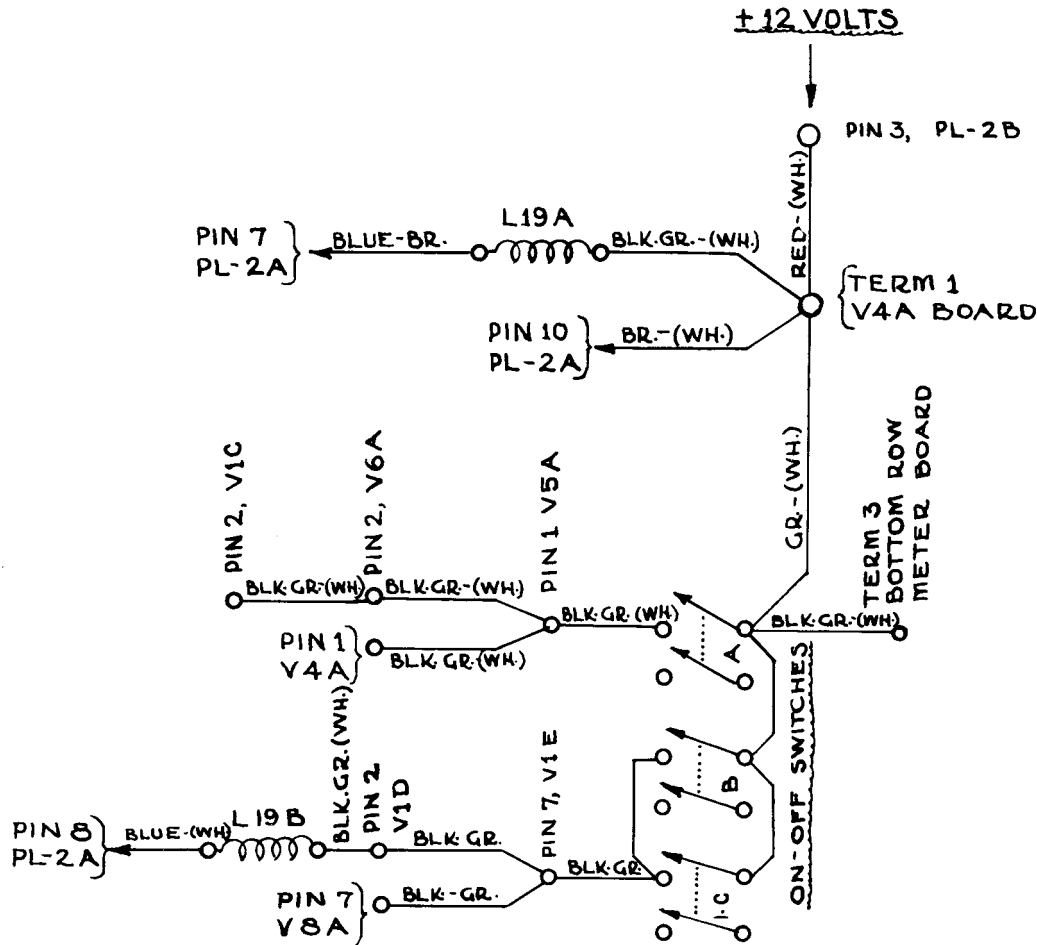 +12 VOLTS
PIN 3, PL-2B
RED-(WH.)
L19A
PIN 7
PL-2A
BLUE-BR.
BLK.GR.-(WH.)
TERM 1
V4A BOARD
PIN 10
PL-2A
BR.-(WH.)
GR.-(WH.)
PIN 2, V1C
PIN 2, V6A
PIN 1 V5A
TERM 3
BOTTOM ROW
METER BOARD
BLK.GR-(WH.)
BLK.GR.-(WH.)
BLK.GR.(WH)
BLK.GR.-(WH.)
PIN 1
V4A
BLK.GR.(WH)
A
BLK.GR.(WH.)
PIN 2
V1D
PIN 7, V1E
B
ON-OFF SWITCHES
PIN 8
PL-2A
BLUE-(WH)
L19B
BLK.GR.
BLK.GR.
PIN 7
V8A
BLK.-GR.
I.C